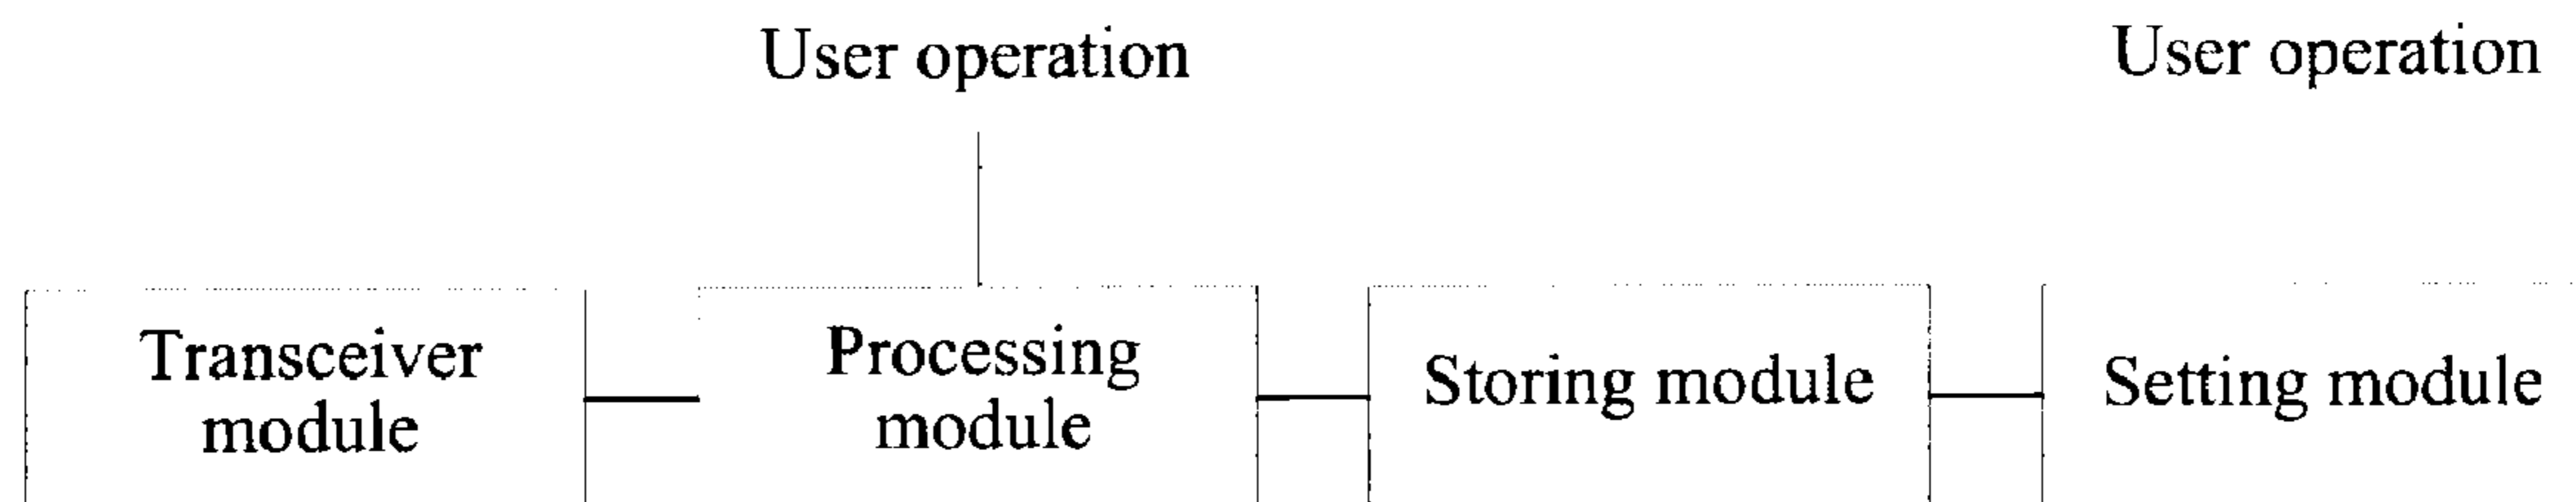 User operation
User operation
Transceiver
module
Processing
module
Storing module
Setting module